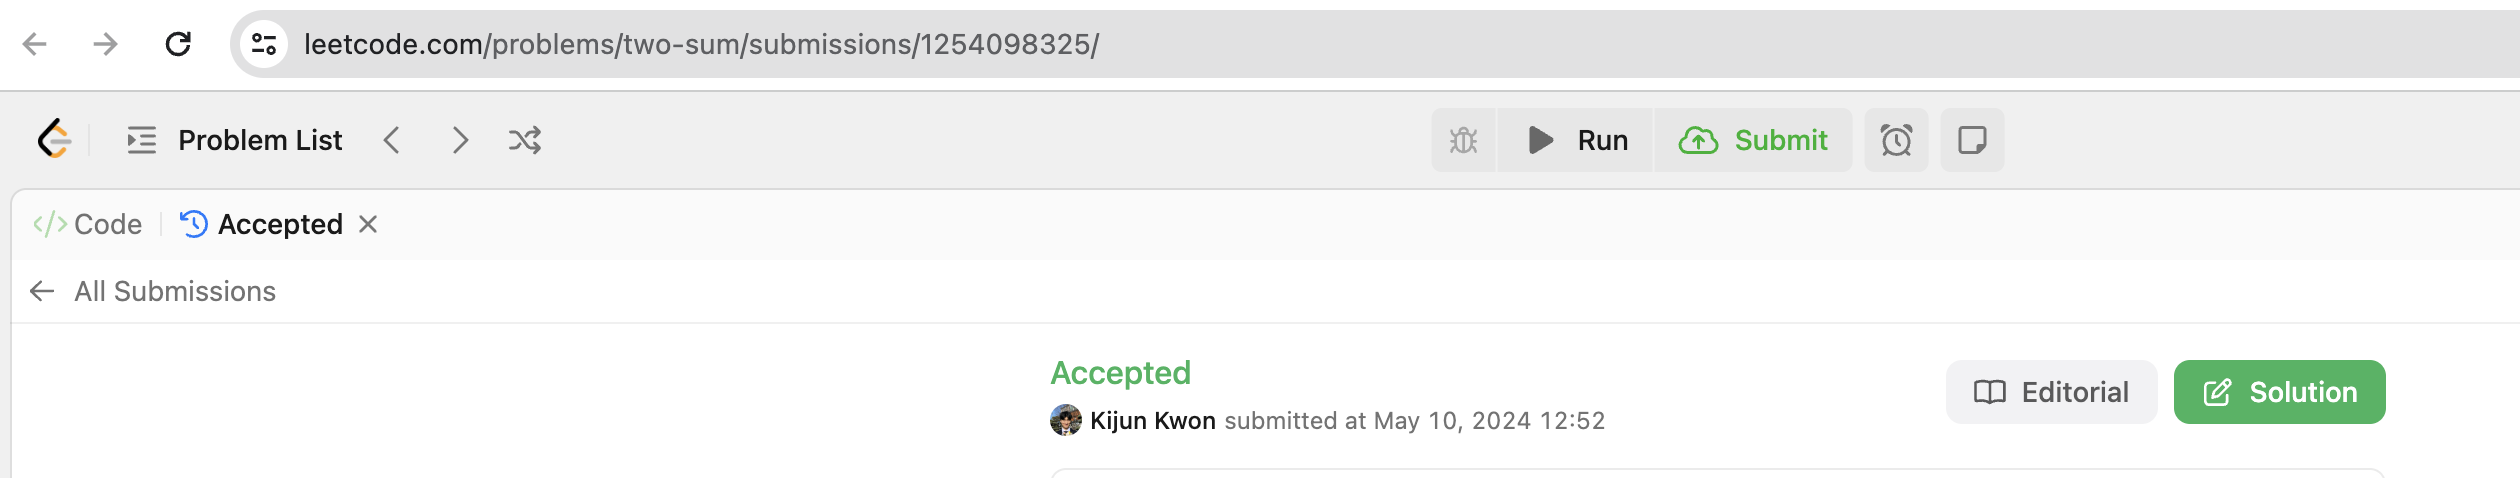 leetcode.com/problems/two-sum/submissions/1254098325/
Problem List Run Submit
Code Accepted
All Submissions
Accepted
Editorial Solution
Kijun Kwon submitted at May 10, 2024 12:52